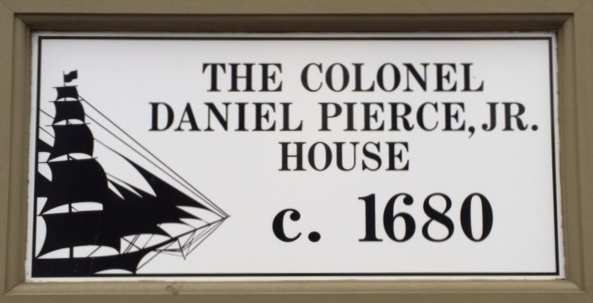 THE COLONEL
DANIEL PIERCE, JR.
HOUSE
c. 1680